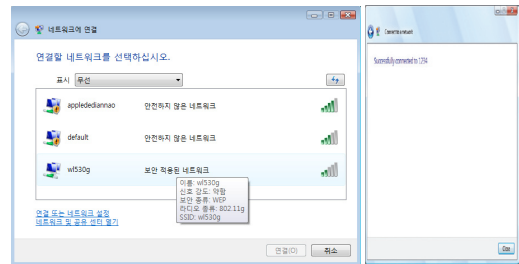 네트워크에 연결
연결할 네트워크를 선택하십시오.
표시 무선
applededиannao 안전하지 않은 네트워크
default 안전하지 않은 네트워크
wl530g 보안 적용된 네트워크
이름: wl530g
신호 강도: 약함
보안 종류: WEP
라디오 종류: 802.11g
SSID: wl530g
연결 또는 네트워크 설정
네트워크 및 공유 센터 열기
연결(O) 취소
Connect to a network
Successfully connected to 1234
Close